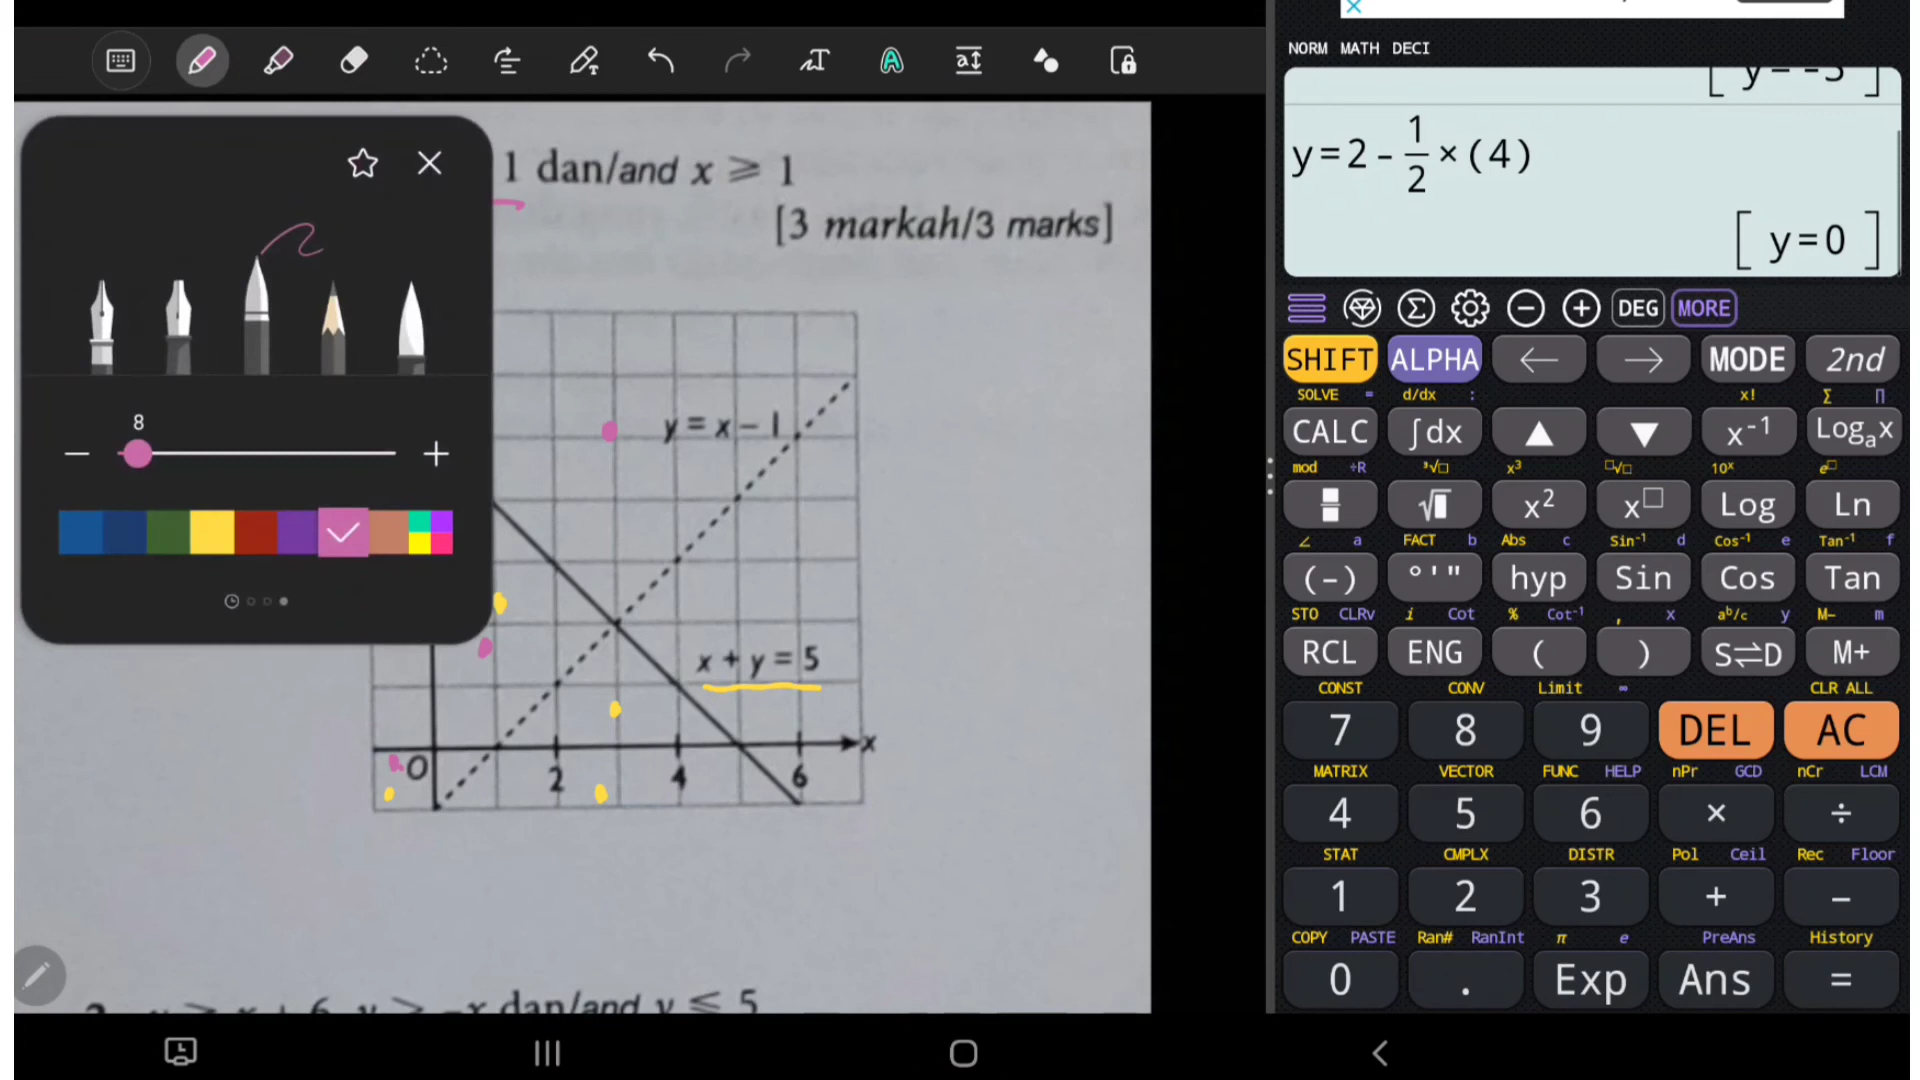 1 dan/and x ⩾ 1
[3 markah/3 marks]
8
y = x − 1
x + y = 5
x
O
2
4
6
dan/and y ≤ 5
NORM MATH DECI
y=2-1/2×(4)
[ y=0 ]
DEG
MORE
SHIFT ALPHA ← → MODE 2nd
SOLVE = d/dx : x! Σ ∏
CALC ∫dx ▲ ▼ x⁻¹ Logₐx
mod ÷R ³√□ x³ □√□ 10ˣ e□
√ x² x□ Log Ln
∠ a FACT b Abs c Sin⁻¹ d Cos⁻¹ e Tan⁻¹ f
(−) °'" hyp Sin Cos Tan
STO CLRv i Cot % Cot⁻¹ , x aᵇ/c y M- m
RCL ENG ( ) S⇌D M+
CONST CONV Limit ∞ CLR ALL
7 8 9 DEL AC
MATRIX VECTOR FUNC HELP nPr GCD nCr LCM
4 5 6 × ÷
STAT CMPLX DISTR Pol Ceil Rec Floor
1 2 3 + −
COPY PASTE Ran# RanInt π e PreAns History
0 . Exp Ans =